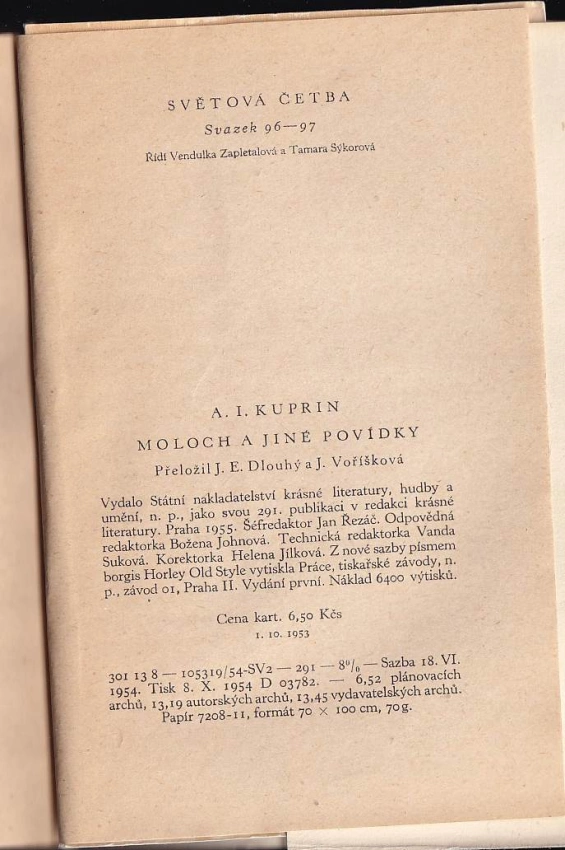 SVĚTOVÁ ČETBA
Svazek 96—97
Řídí Vendulka Zapletalová a Tamara Sýkorová
A. I. KUPRIN
MOLOCH A JINÉ POVÍDKY
Přeložil J. E. Dlouhý a J. Voříšková
Vydalo Státní nakladatelství krásné literatury, hudby a
umění, n. p., jako svou 291. publikaci v redakci krásné
literatury. Praha 1955. Šéfredaktor Jan Řezáč. Odpovědná
redaktorka Božena Johnová. Technická redaktorka Vanda
Suková. Korektorka Helena Jílková. Z nové sazby písmem
borgis Horley Old Style vytiskla Práce, tiskařské závody, n.
p., závod 01, Praha II. Vydání první. Náklad 6400 výtisků.
Cena kart. 6,50 Kčs
1. 10. 1953
301 13 8 — 105319/54-SV2 — 291 — 8% — Sazba 18. VI.
1954. Tisk 8. X. 1954 D 03782. — 6,52 plánovacích
archů, 13,19 autorských archů, 13,45 vydavatelských archů.
Papír 7208-11, formát 70 × 100 cm, 70g.